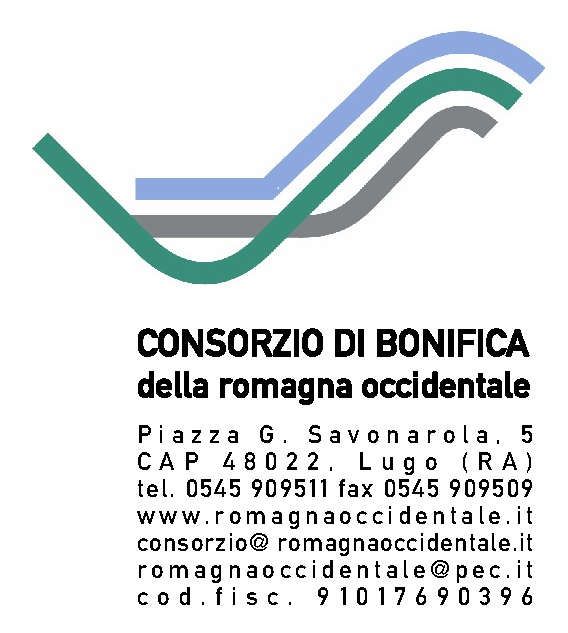 CONSORZIO DI BONIFICA
della romagna occidentale
Piazza G. Savonarola, 5
CAP 48022, Lugo (RA)
tel. 0545 909511 fax 0545 909509
www.romagnaoccidentale.it
consorzio@ romagnaoccidentale.it
romagnaoccidentale@pec.it
cod.fisc. 91017690396